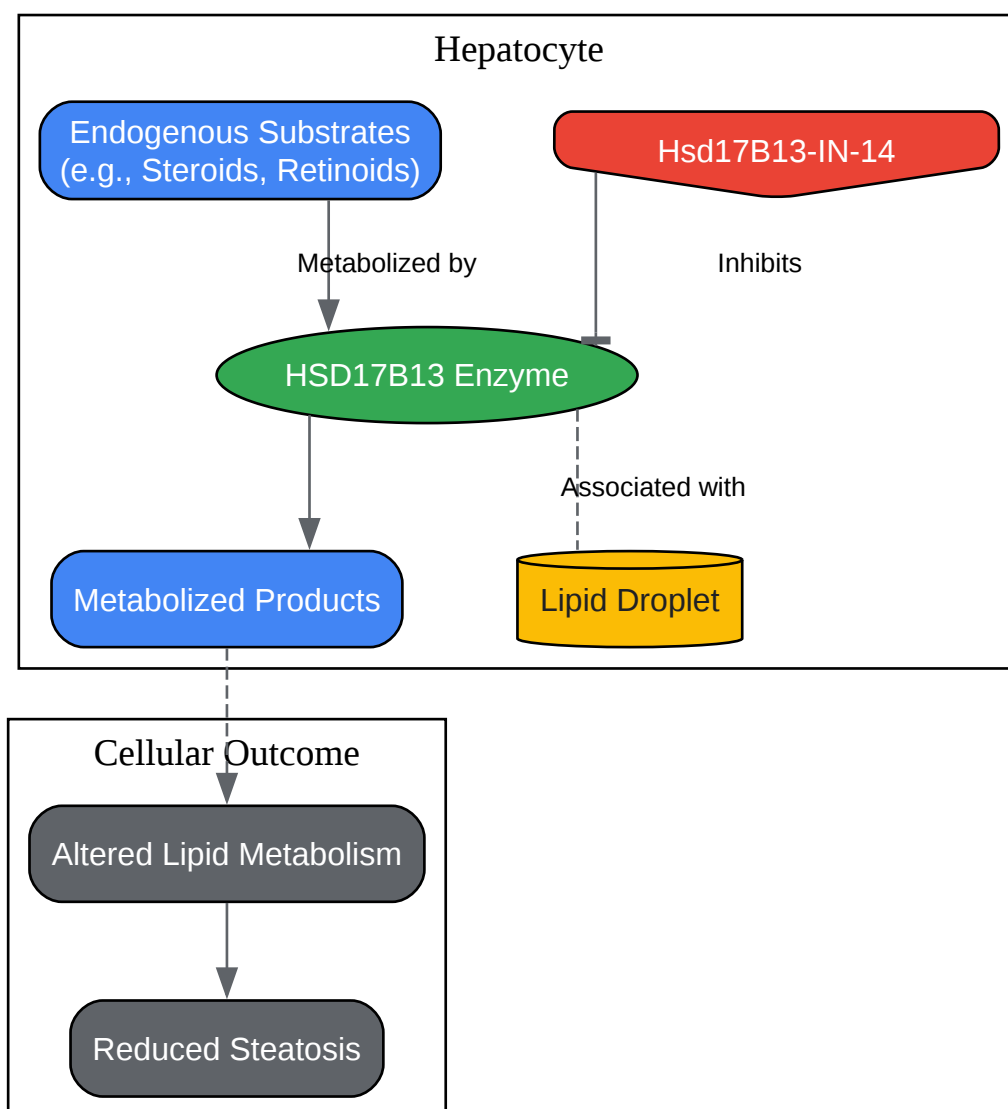 Hepatocyte
Endogenous Substrates
(e.g., Steroids, Retinoids)
Hsd17B13-IN-14
Metabolized by
Inhibits
HSD17B13 Enzyme
Associated with
Metabolized Products
Lipid Droplet
Cellular Outcome
Altered Lipid Metabolism
Reduced Steatosis